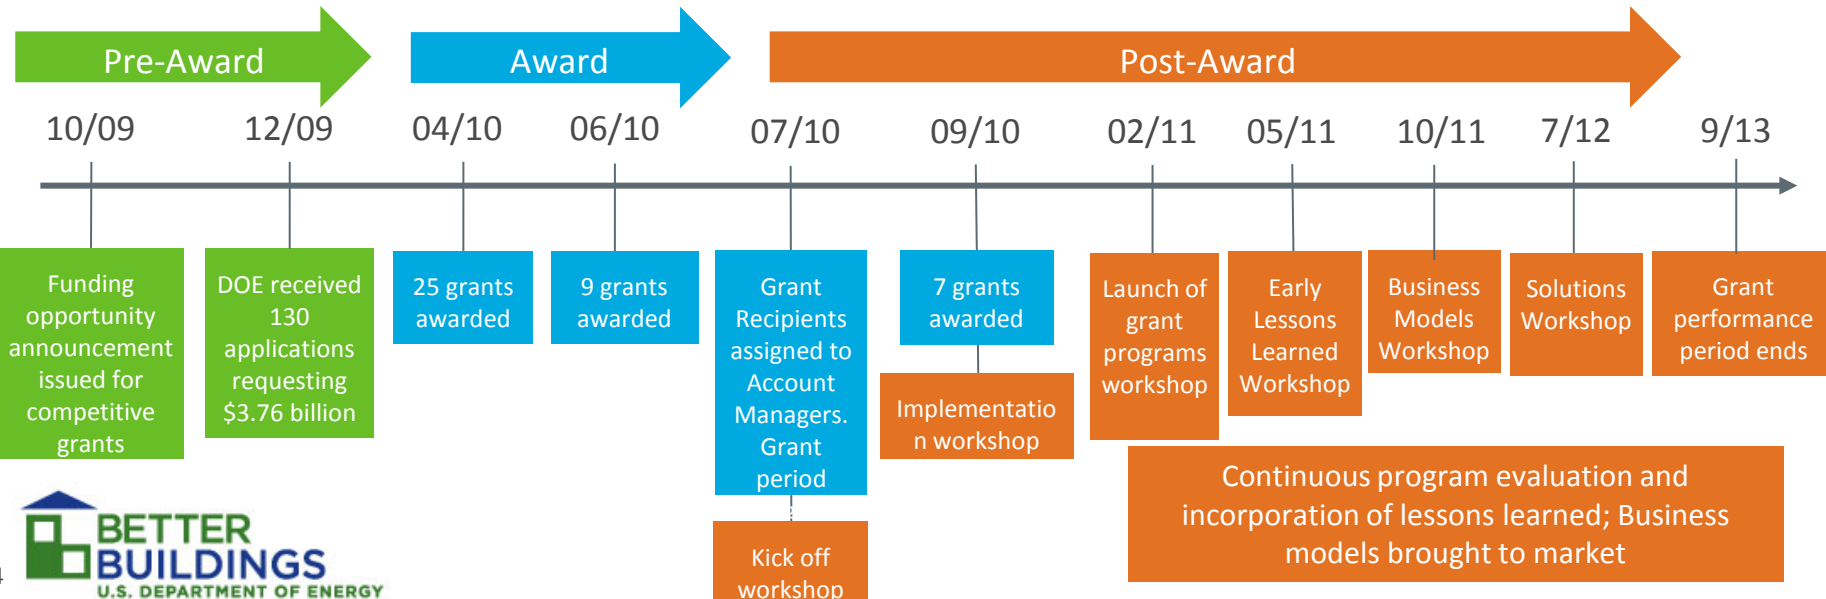 Pre-Award
Award
Post-Award
10/09
12/09
04/10
06/10
07/10
09/10
02/11
05/11
10/11
7/12
9/13
Funding
opportunity
announcement
issued for
competitive
grants
DOE received
130
applications
requesting
$3.76 billion
25 grants
awarded
9 grants
awarded
Grant
Recipients
assigned to
Account
Managers.
Grant
period
Kick off
workshop
7 grants
awarded
Implementatio
n workshop
Launch of
grant
programs
workshop
Early
Lessons
Learned
Workshop
Business
Models
Workshop
Solutions
Workshop
Grant
performance
period ends
Continuous program evaluation and
incorporation of lessons learned; Business
models brought to market
BETTER
BUILDINGS
U.S. DEPARTMENT OF ENERGY